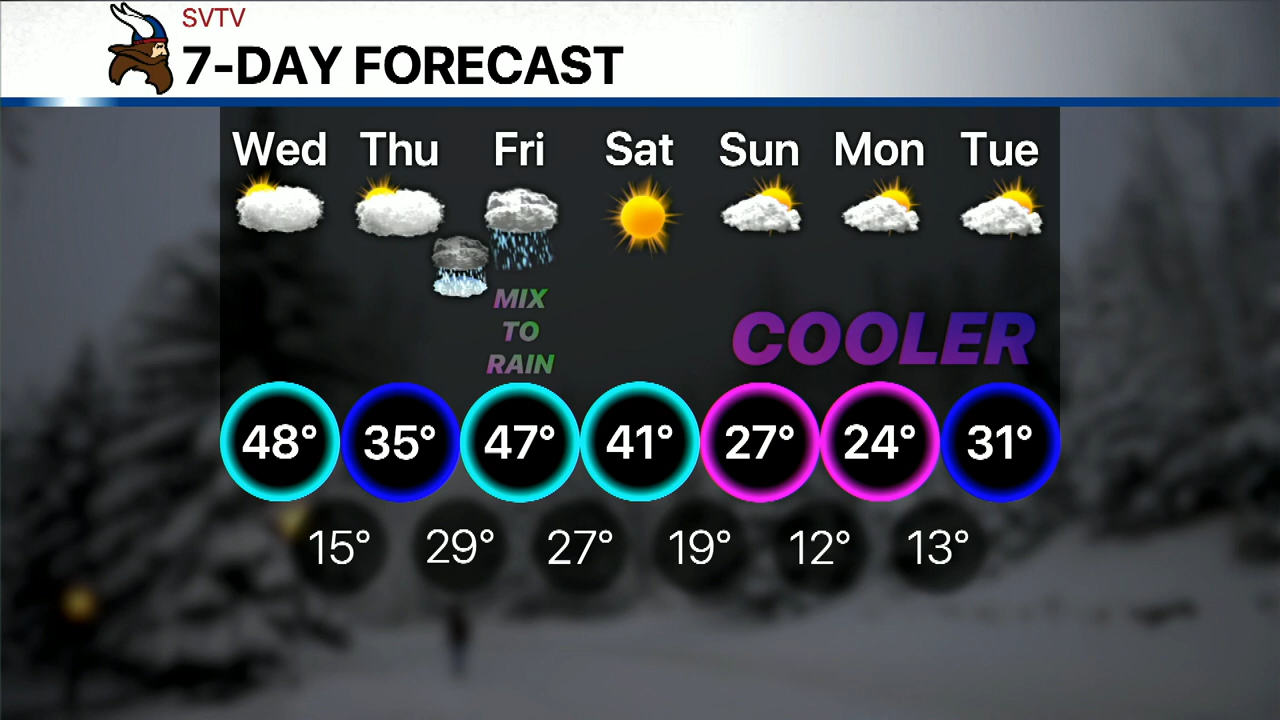 SVTV
7-DAY FORECAST
Wed Thu Fri Sat Sun Mon Tue
MIX
TO
RAIN
COOLER
48° 35° 47° 41° 27° 24° 31°
15° 29° 27° 19° 12° 13°